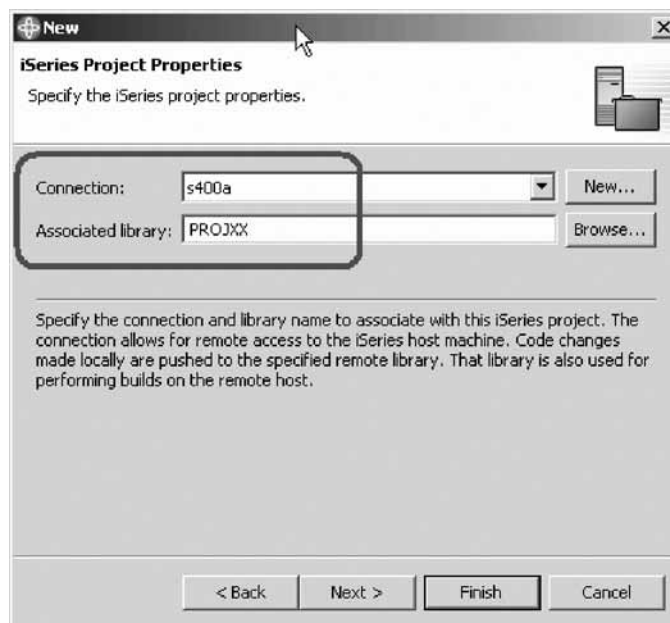 New
iSeries Project Properties
Specify the iSeries project properties.
Connection:
s400a
New...
Associated library:
PROJXX
Browse...
Specify the connection and library name to associate with this iSeries project. The
connection allows for remote access to the iSeries host machine. Code changes
made locally are pushed to the specified remote library. That library is also used for
performing builds on the remote host.
< Back
Next >
Finish
Cancel